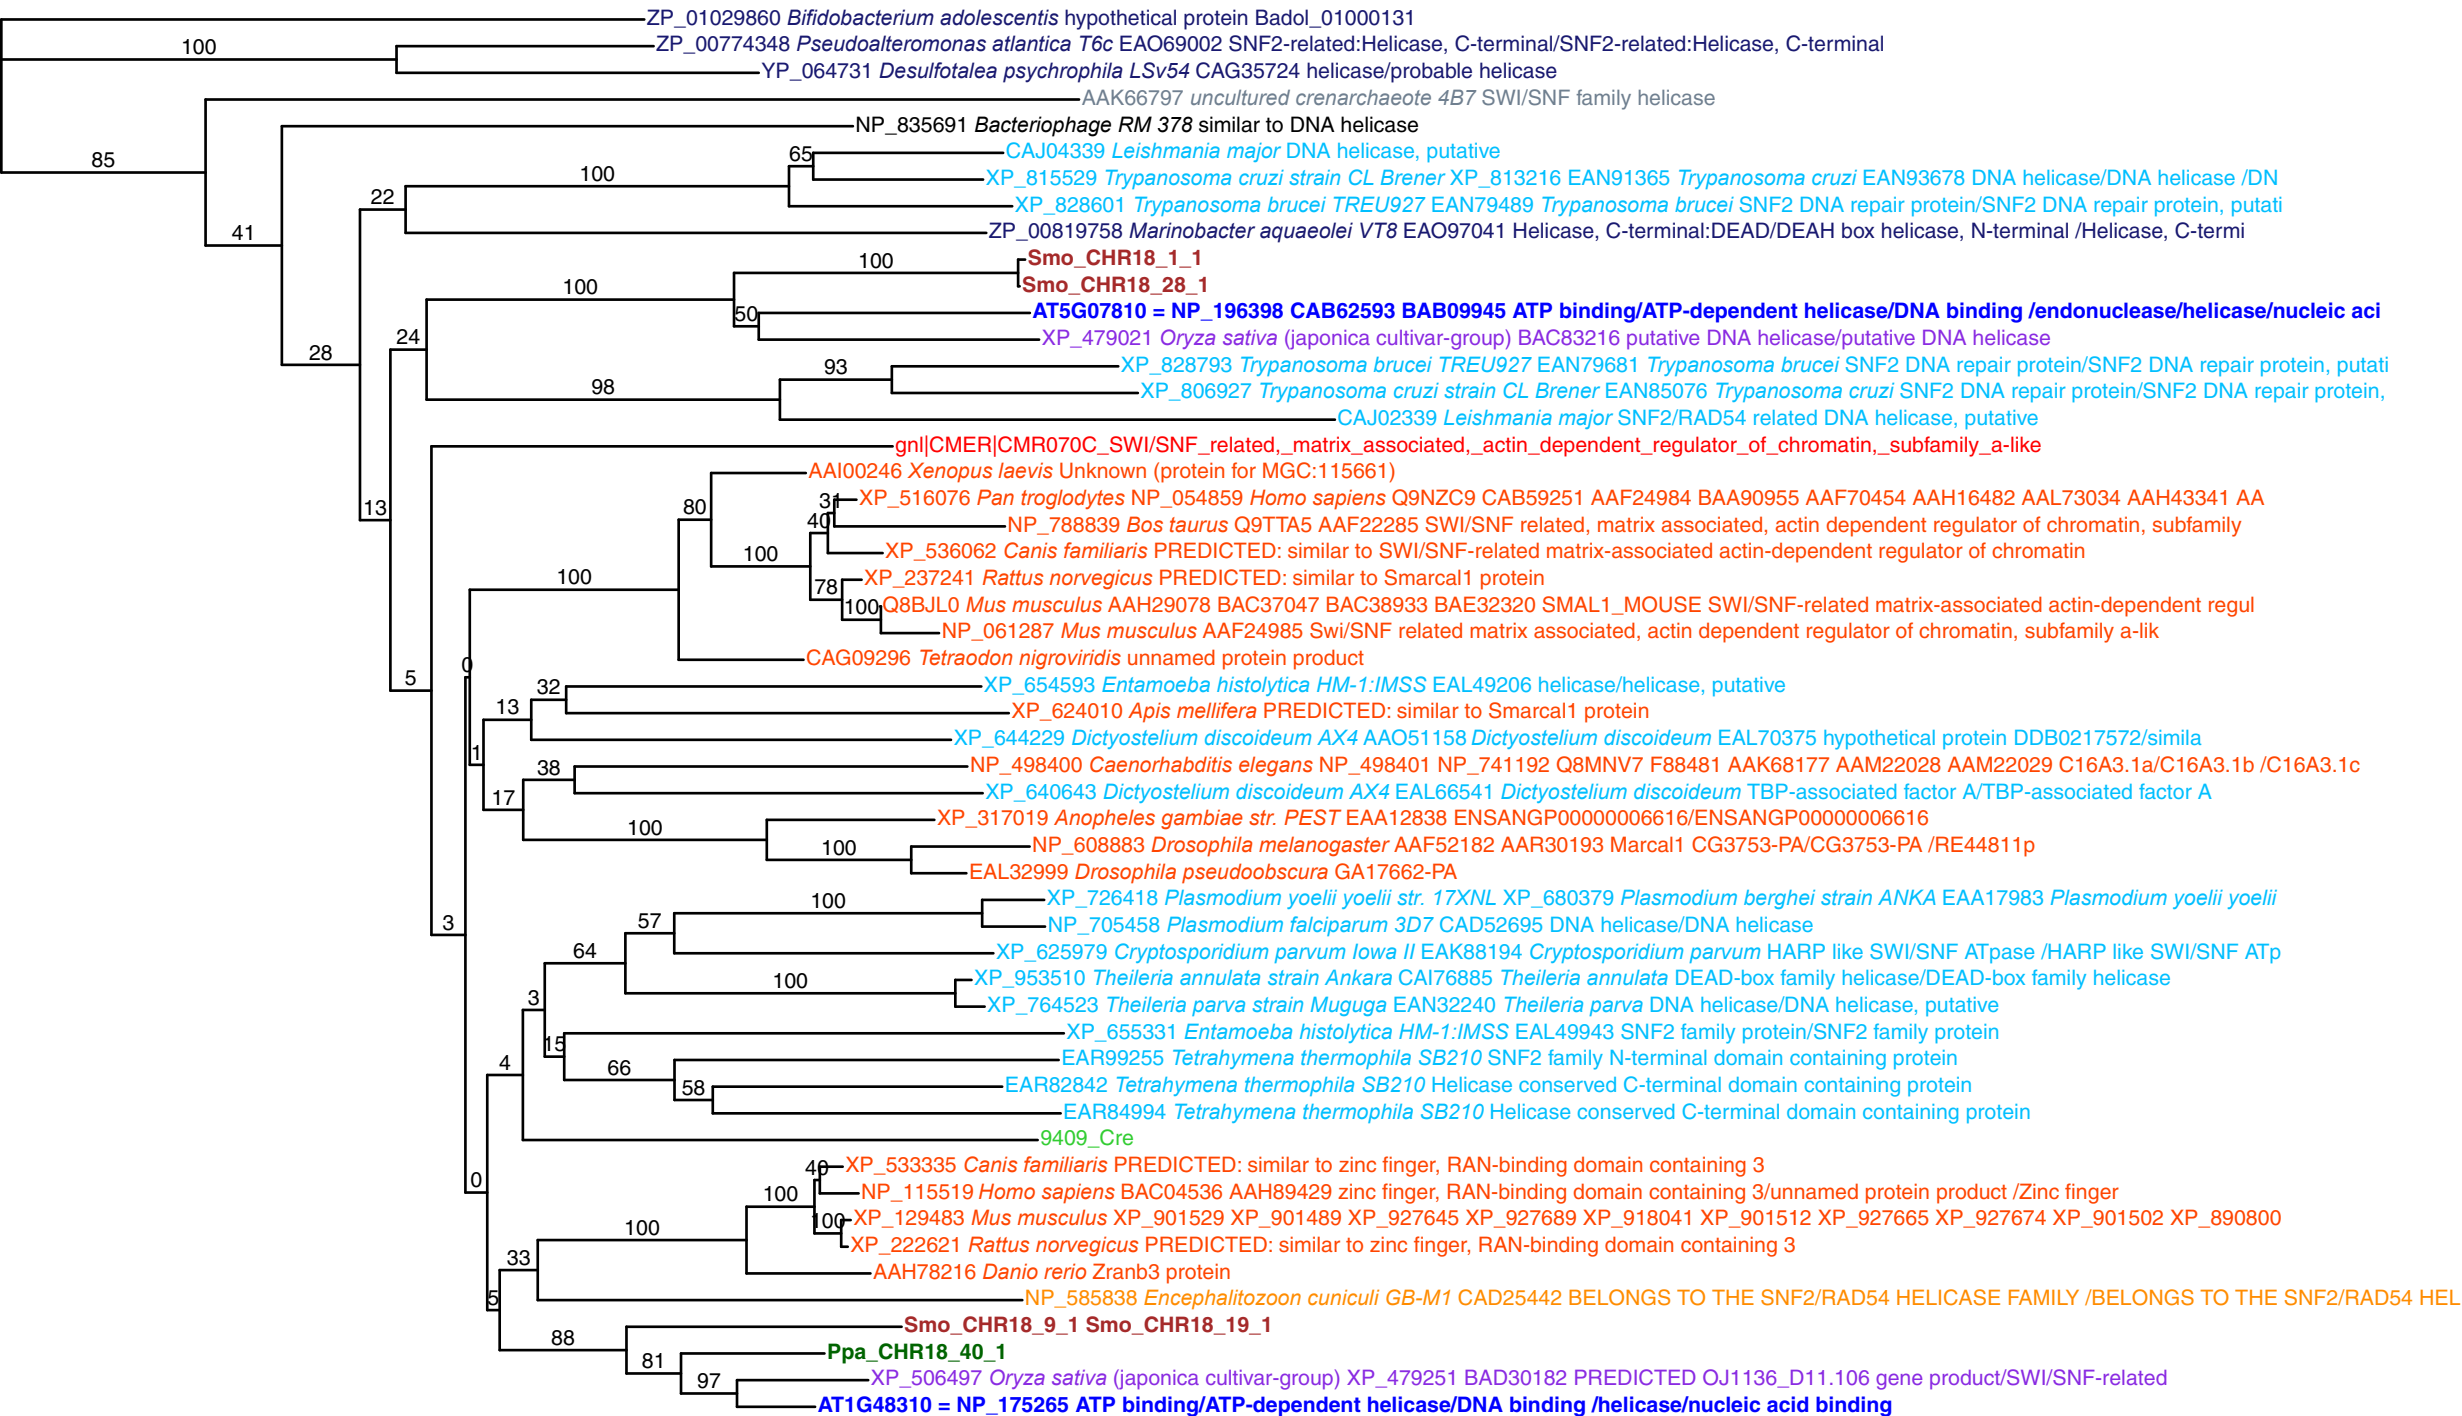 ZP_01029860 Bifidobacterium adolescentis hypothetical protein Badol_01000131
100
ZP_00774348 Pseudoalteromonas atlantica T6c EAO69002 SNF2-related:Helicase, C-terminal/SNF2-related:Helicase, C-terminal
YP_064731 Desulfotalea psychrophila LSv54 CAG35724 helicase/probable helicase
AAK66797 uncultured crenarchaeote 4B7 SWI/SNF family helicase
NP_835691 Bacteriophage RM 378 similar to DNA helicase
85
65
CAJ04339 Leishmania major DNA helicase, putative
100
XP_815529 Trypanosoma cruzi strain CL Brener XP_813216 EAN91365 Trypanosoma cruzi EAN93678 DNA helicase/DNA helicase /DN
22
XP_828601 Trypanosoma brucei TREU927 EAN79489 Trypanosoma brucei SNF2 DNA repair protein/SNF2 DNA repair protein, putati
41
ZP_00819758 Marinobacter aquaeolei VT8 EAO97041 Helicase, C-terminal:DEAD/DEAH box helicase, N-terminal /Helicase, C-termi
100
Smo_CHR18_1_1
100
Smo_CHR18_28_1
50
AT5G07810 = NP_196398 CAB62593 BAB09945 ATP binding/ATP-dependent helicase/DNA binding /endonuclease/helicase/nucleic aci
24
XP_479021 Oryza sativa (japonica cultivar-group) BAC83216 putative DNA helicase/putative DNA helicase
28
93
XP_828793 Trypanosoma brucei TREU927 EAN79681 Trypanosoma brucei SNF2 DNA repair protein/SNF2 DNA repair protein, putati
98
XP_806927 Trypanosoma cruzi strain CL Brener EAN85076 Trypanosoma cruzi SNF2 DNA repair protein/SNF2 DNA repair protein,
CAJ02339 Leishmania major SNF2/RAD54 related DNA helicase, putative
gnl|CMER|CMR070C_SWI/SNF_related,_matrix_associated,_actin_dependent_regulator_of_chromatin,_subfamily_a-like
AAI00246 Xenopus laevis Unknown (protein for MGC:115661)
13
80
31
XP_516076 Pan troglodytes NP_054859 Homo sapiens Q9NZC9 CAB59251 AAF24984 BAA90955 AAF70454 AAH16482 AAL73034 AAH43341 AA
40
NP_788839 Bos taurus Q9TTA5 AAF22285 SWI/SNF related, matrix associated, actin dependent regulator of chromatin, subfamily
100
XP_536062 Canis familiaris PREDICTED: similar to SWI/SNF-related matrix-associated actin-dependent regulator of chromatin
100
78
XP_237241 Rattus norvegicus PREDICTED: similar to Smarcal1 protein
100
Q8BJL0 Mus musculus AAH29078 BAC37047 BAC38933 BAE32320 SMAL1_MOUSE SWI/SNF-related matrix-associated actin-dependent regul
NP_061287 Mus musculus AAF24985 Swi/SNF related matrix associated, actin dependent regulator of chromatin, subfamily a-lik
CAG09296 Tetraodon nigroviridis unnamed protein product
0
5
32
XP_654593 Entamoeba histolytica HM-1:IMSS EAL49206 helicase/helicase, putative
13
XP_624010 Apis mellifera PREDICTED: similar to Smarcal1 protein
1
XP_644229 Dictyostelium discoideum AX4 AAO51158 Dictyostelium discoideum EAL70375 hypothetical protein DDB0217572/simila
38
NP_498400 Caenorhabditis elegans NP_498401 NP_741192 Q8MNV7 F88481 AAK68177 AAM22028 AAM22029 C16A3.1a/C16A3.1b /C16A3.1c
17
XP_640643 Dictyostelium discoideum AX4 EAL66541 Dictyostelium discoideum TBP-associated factor A/TBP-associated factor A
100
XP_317019 Anopheles gambiae str. PEST EAA12838 ENSANGP00000006616/ENSANGP00000006616
100
NP_608883 Drosophila melanogaster AAF52182 AAR30193 Marcal1 CG3753-PA/CG3753-PA /RE44811p
EAL32999 Drosophila pseudoobscura GA17662-PA
3
100
XP_726418 Plasmodium yoelii yoelii str. 17XNL XP_680379 Plasmodium berghei strain ANKA EAA17983 Plasmodium yoelii yoelii
57
NP_705458 Plasmodium falciparum 3D7 CAD52695 DNA helicase/DNA helicase
64
XP_625979 Cryptosporidium parvum Iowa II EAK88194 Cryptosporidium parvum HARP like SWI/SNF ATpase /HARP like SWI/SNF ATp
100
XP_953510 Theileria annulata strain Ankara CAI76885 Theileria annulata DEAD-box family helicase/DEAD-box family helicase
3
XP_764523 Theileria parva strain Muguga EAN32240 Theileria parva DNA helicase/DNA helicase, putative
15
XP_655331 Entamoeba histolytica HM-1:IMSS EAL49943 SNF2 family protein/SNF2 family protein
4
66
EAR99255 Tetrahymena thermophila SB210 SNF2 family N-terminal domain containing protein
58
EAR82842 Tetrahymena thermophila SB210 Helicase conserved C-terminal domain containing protein
EAR84994 Tetrahymena thermophila SB210 Helicase conserved C-terminal domain containing protein
9409_Cre
0
40
XP_533335 Canis familiaris PREDICTED: similar to zinc finger, RAN-binding domain containing 3
100
NP_115519 Homo sapiens BAC04536 AAH89429 zinc finger, RAN-binding domain containing 3/unnamed protein product /Zinc finger
100
XP_129483 Mus musculus XP_901529 XP_901489 XP_927645 XP_927689 XP_918041 XP_901512 XP_927665 XP_927674 XP_901502 XP_890800
100
XP_222621 Rattus norvegicus PREDICTED: similar to zinc finger, RAN-binding domain containing 3
33
AAH78216 Danio rerio Zranb3 protein
5
NP_585838 Encephalitozoon cuniculi GB-M1 CAD25442 BELONGS TO THE SNF2/RAD54 HELICASE FAMILY /BELONGS TO THE SNF2/RAD54 HEL
88
Smo_CHR18_9_1 Smo_CHR18_19_1
81
Ppa_CHR18_40_1
97
XP_506497 Oryza sativa (japonica cultivar-group) XP_479251 BAD30182 PREDICTED OJ1136_D11.106 gene product/SWI/SNF-related
AT1G48310 = NP_175265 ATP binding/ATP-dependent helicase/DNA binding /helicase/nucleic acid binding